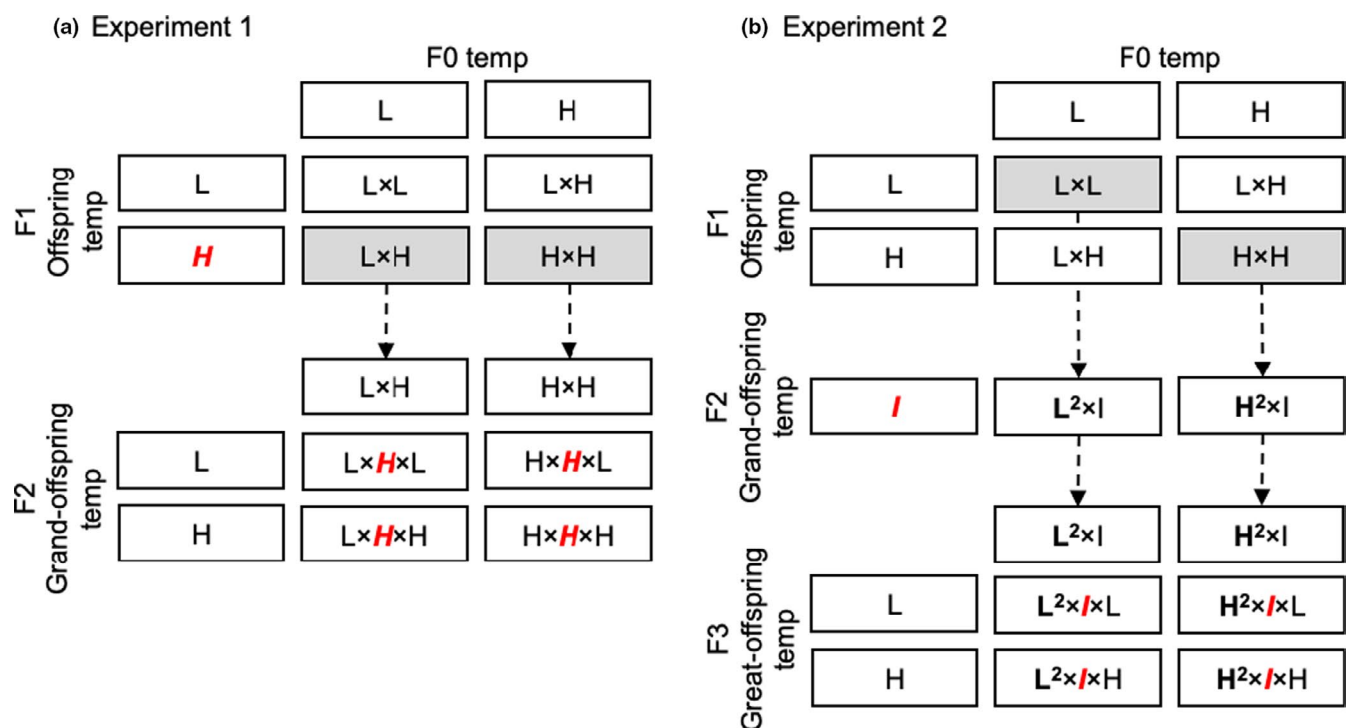 (a) Experiment 1
F0 temp
L H
F1
Offspring
temp
L L×L L×H
H L×H H×H
L×H H×H
F2
Grand-offspring
temp
L L×H×L H×H×L
H L×H×H H×H×H
(b) Experiment 2
F0 temp
L H
F1
Offspring
temp
L L×L L×H
H L×H H×H
F2
Grand-offspring
temp
I L²×I H²×I
L²×I H²×I
F3
Great-offspring
temp
L L²×I×L H²×I×L
H L²×I×H H²×I×H